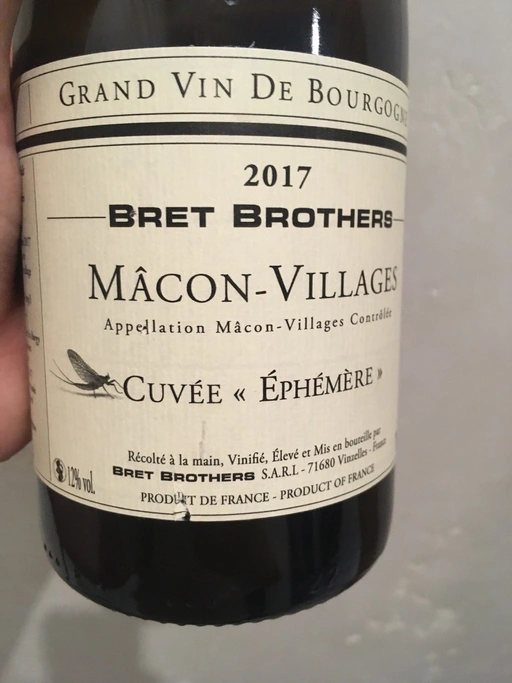 GRAND VIN DE BOURGOGNE
2017
BRET BROTHERS
MÂCON-VILLAGES
Appellation Mâcon-Villages Contrôlée
CUVÉE « ÉPHÉMÈRE »
Récolté à la main, Vinifié, Élevé et Mis en bouteille par
BRET BROTHERS S.A.R.L - 71680 Vinzelles - France
12% vol.
PRODUIT DE FRANCE - PRODUCT OF FRANCE